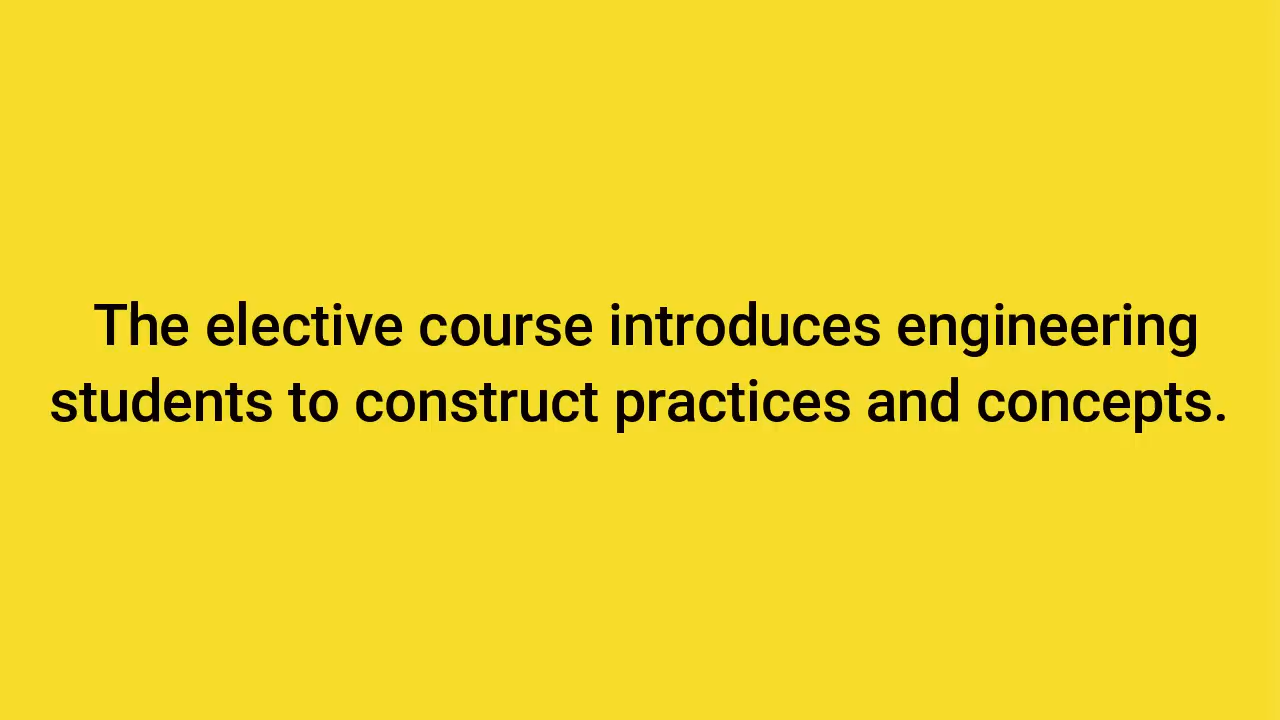 The elective course introduces engineering
students to construct practices and concepts.